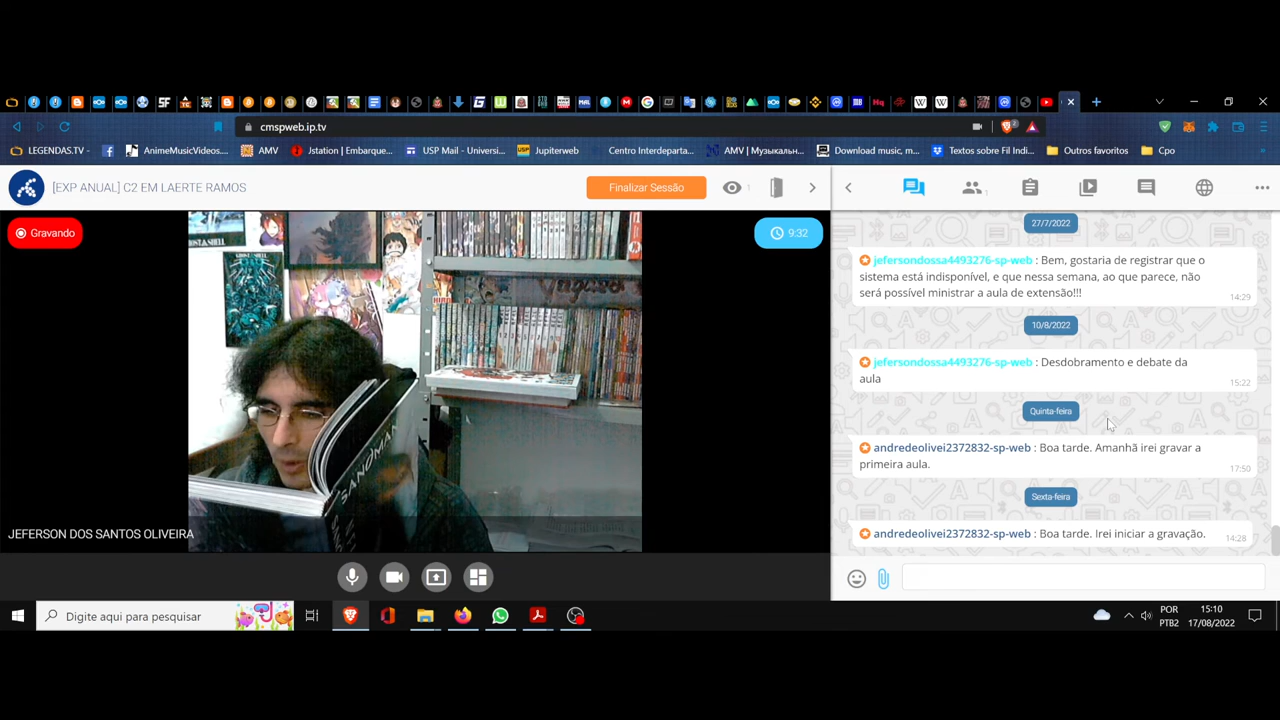 cmspweb.ip.tv
2
LEGENDAS.TV -
AnimeMusicVideos....
AMV
Jstation | Embarque...
USP Mail - Universi...
Jupiterweb
Centro Interdeparta...
AMV | Музыкальн...
Download music, m...
Textos sobre Fil Indi...
Outros favoritos
Cpo
[EXP ANUAL] C2 EM LAERTE RAMOS
Finalizar Sessão
1
1
Gravando
9:32
SANDMAN
JEFERSON DOS SANTOS OLIVEIRA
27/7/2022
jefersondossa4493276-sp-web : Bem, gostaria de registrar que o
sistema está indisponível, e que nessa semana, ao que parece, não
será possível ministrar a aula de extensão!!!
14:29
10/8/2022
jefersondossa4493276-sp-web : Desdobramento e debate da
aula
15:22
Quinta-feira
andredeolivei2372832-sp-web : Boa tarde. Amanhã irei gravar a
primeira aula.
17:50
Sexta-feira
andredeolivei2372832-sp-web : Boa tarde. Irei iniciar a gravação.
14:28
Digite aqui para pesquisar
POR
PTB2
15:10
17/08/2022